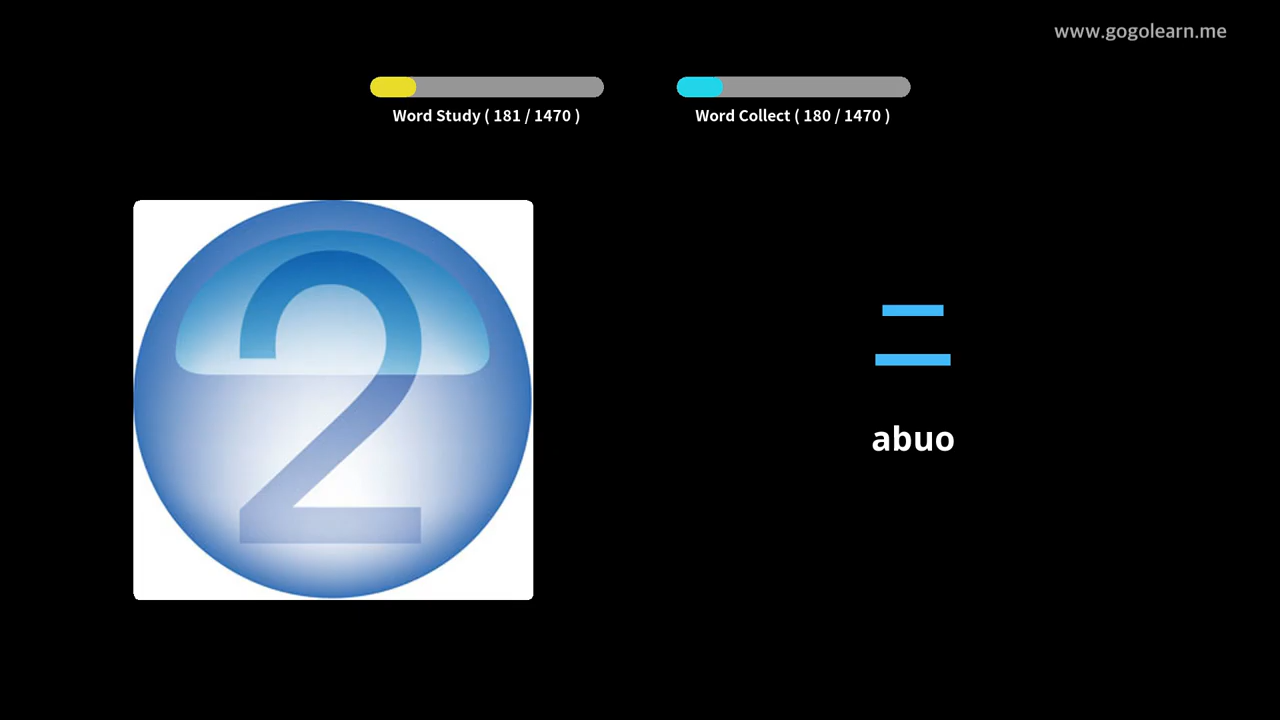 www.gogolearn.me
Word Study ( 181 / 1470 )
Word Collect ( 180 / 1470 )
2
二
abuo